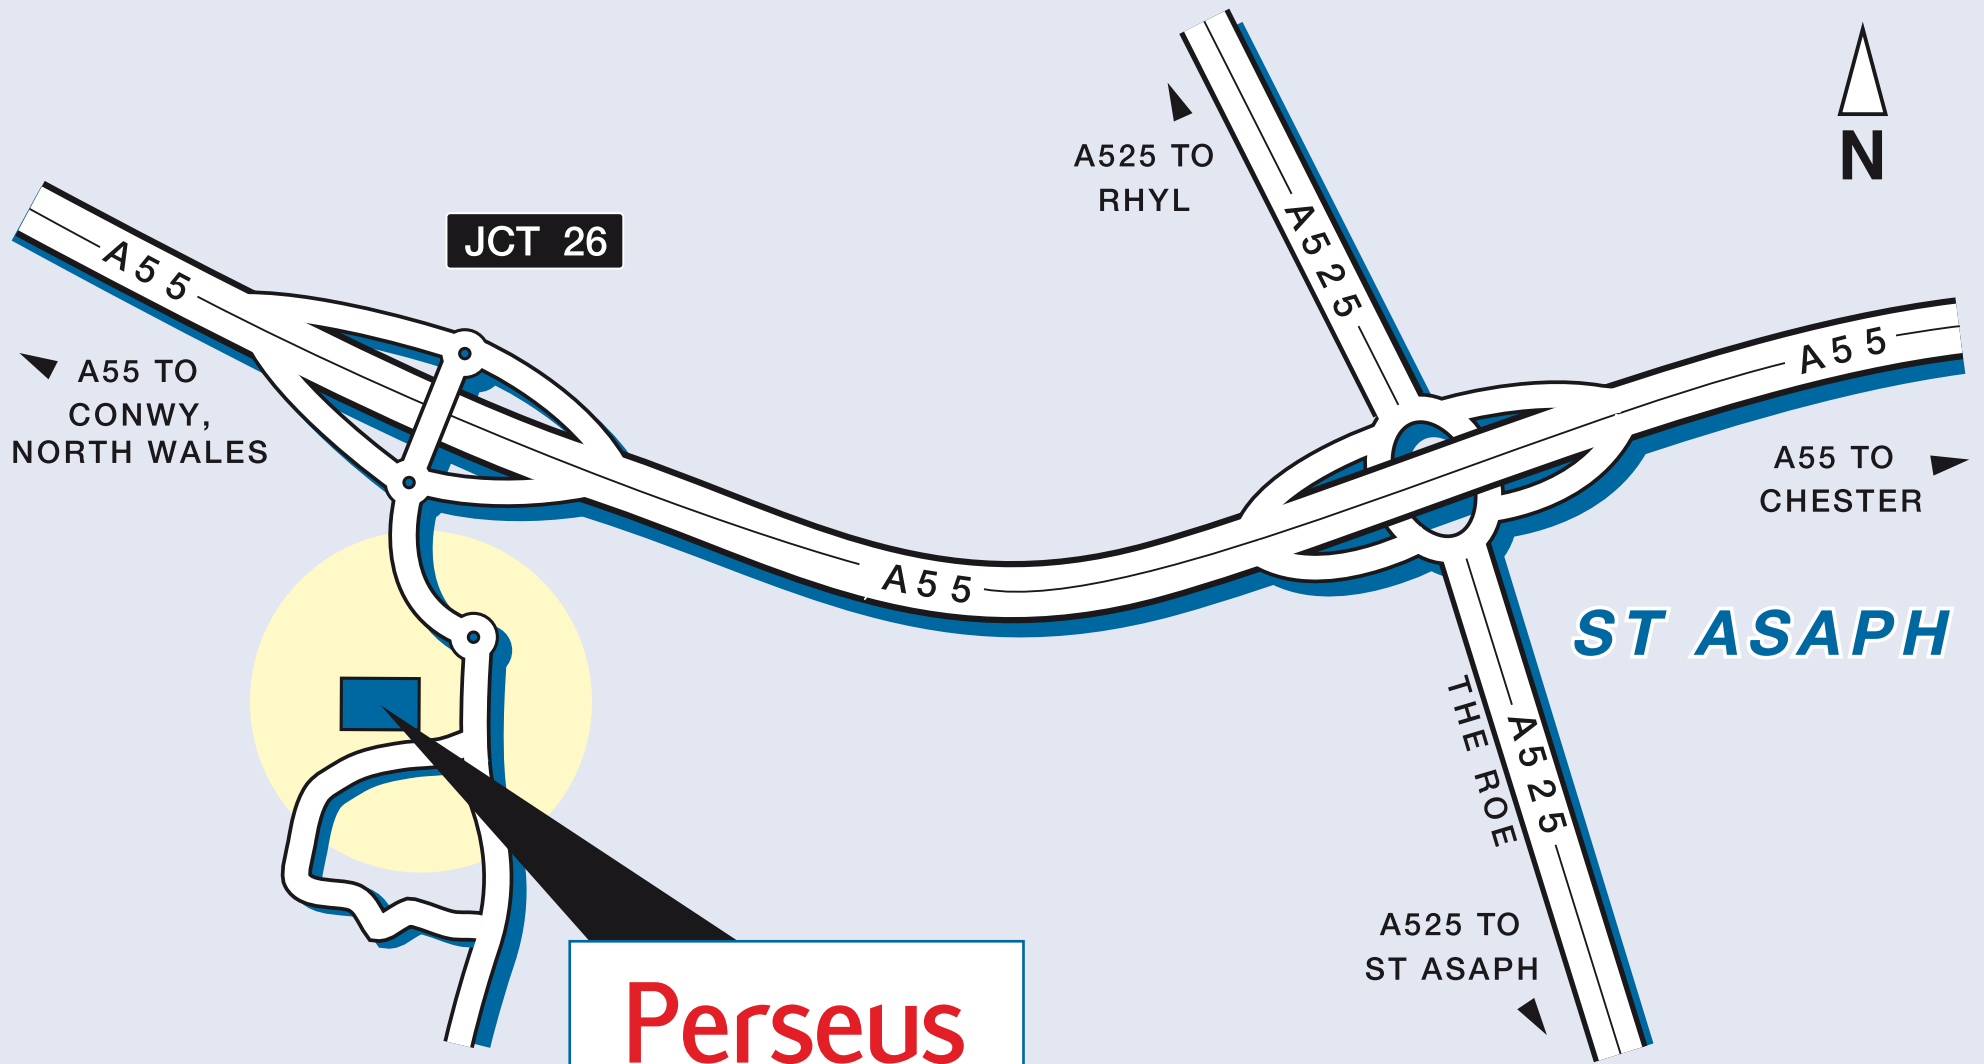 N
A525 TO
RHYL
A525
JCT 26
A55
A55 TO
CONWY,
NORTH WALES
A55
A55 TO
CHESTER
A55
ST ASAPH
THE ROE
A525
A525 TO
ST ASAPH
Perseus